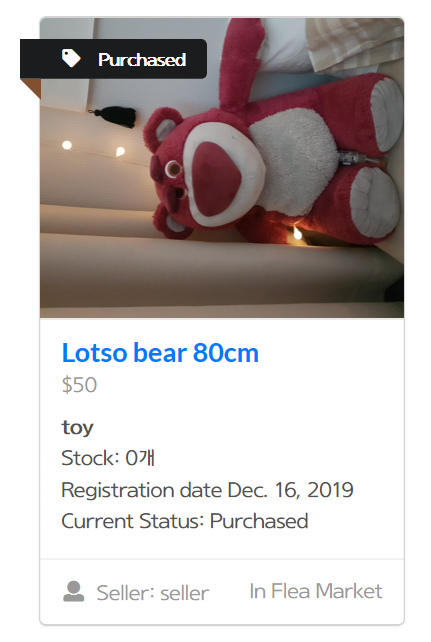 Purchased
Lotso bear 80cm
$50
toy
Stock: 0개
Registration date Dec. 16, 2019
Current Status: Purchased
Seller: seller
In Flea Market